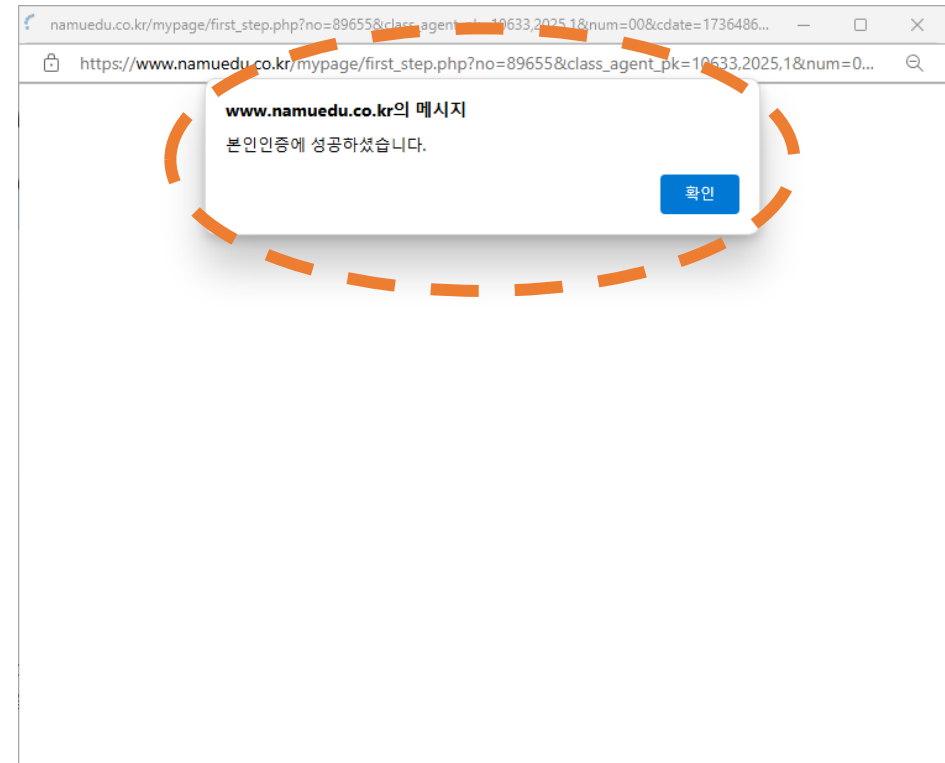 namuedu.co.kr/mypage/first_step.php?no=89655&class_agent_pk=10633,2025,1&num=00&cdate=1736486...
https://www.namuedu.co.kr/mypage/first_step.php?no=89655&class_agent_pk=10633,2025,1&num=0...
www.namuedu.co.kr의 메시지
본인인증에 성공하셨습니다.
확인